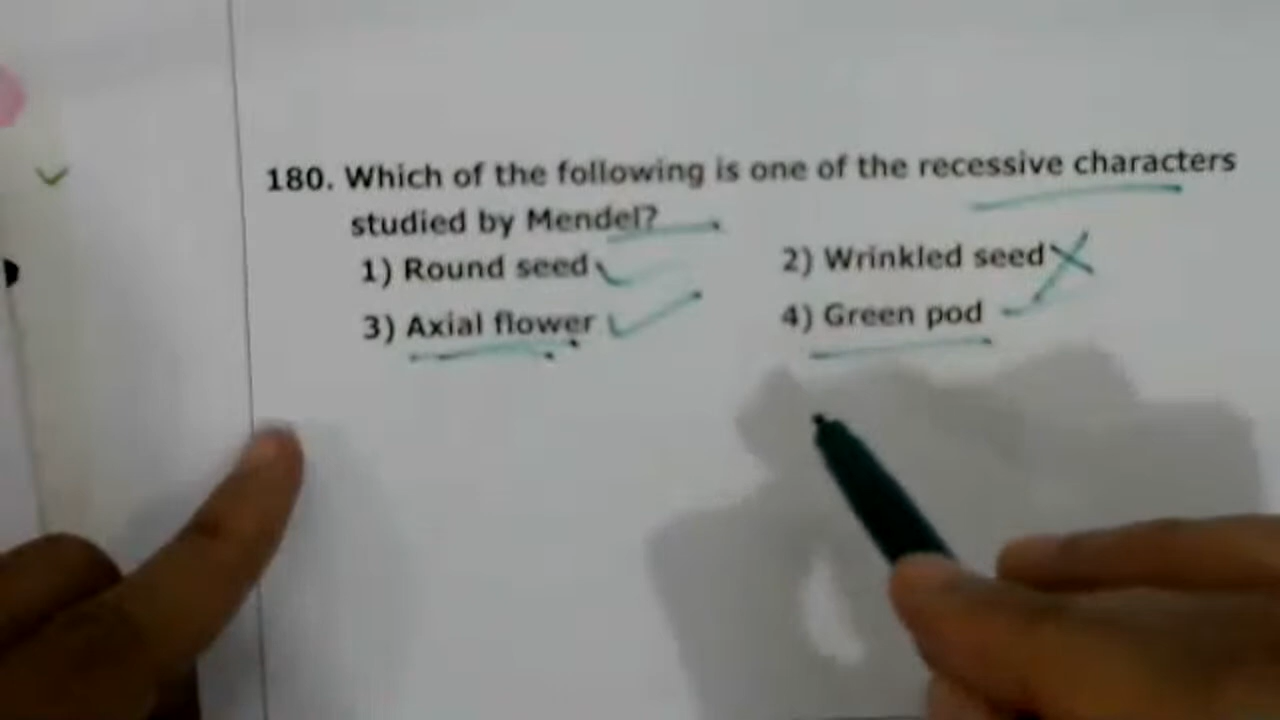 180. Which of the following is one of the recessive characters
studied by Mendel?
1) Round seed 2) Wrinkled seed
3) Axial flower 4) Green pod